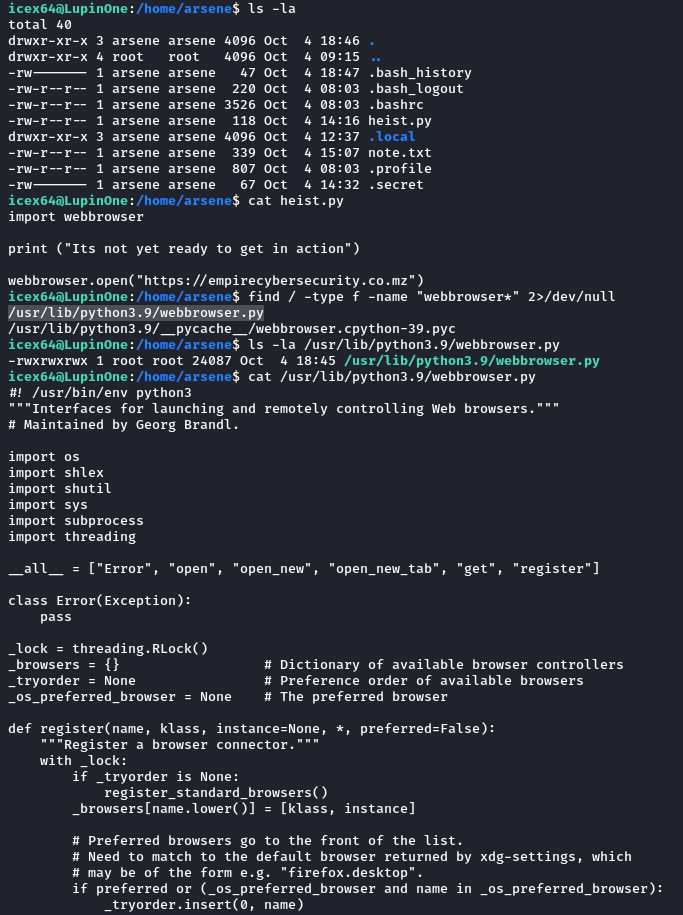 icex64@LupinOne:/home/arsene$ ls -la
total 40
drwxr-xr-x 3 arsene arsene 4096 Oct  4 18:46 .
drwxr-xr-x 4 root   root   4096 Oct  4 09:15 ..
-rw------- 1 arsene arsene   47 Oct  4 18:47 .bash_history
-rw-r--r-- 1 arsene arsene  220 Oct  4 08:03 .bash_logout
-rw-r--r-- 1 arsene arsene 3526 Oct  4 08:03 .bashrc
-rw-r--r-- 1 arsene arsene  118 Oct  4 14:16 heist.py
drwxr-xr-x 3 arsene arsene 4096 Oct  4 12:37 .local
-rw-r--r-- 1 arsene arsene  339 Oct  4 15:07 note.txt
-rw-r--r-- 1 arsene arsene  807 Oct  4 08:03 .profile
-rw------- 1 arsene arsene   67 Oct  4 14:32 .secret
icex64@LupinOne:/home/arsene$ cat heist.py
import webbrowser

print ("Its not yet ready to get in action")

webbrowser.open("https://empirecybersecurity.co.mz")
icex64@LupinOne:/home/arsene$ find / -type f -name "webbrowser*" 2>/dev/null
/usr/lib/python3.9/webbrowser.py
/usr/lib/python3.9/__pycache__/webbrowser.cpython-39.pyc
icex64@LupinOne:/home/arsene$ ls -la /usr/lib/python3.9/webbrowser.py
-rwxrwxrwx 1 root root 24087 Oct  4 18:45 /usr/lib/python3.9/webbrowser.py
icex64@LupinOne:/home/arsene$ cat /usr/lib/python3.9/webbrowser.py
#! /usr/bin/env python3
"""Interfaces for launching and remotely controlling Web browsers."""
# Maintained by Georg Brandl.

import os
import shlex
import shutil
import sys
import subprocess
import threading

__all__ = ["Error", "open", "open_new", "open_new_tab", "get", "register"]

class Error(Exception):
    pass

_lock = threading.RLock()
_browsers = {}                  # Dictionary of available browser controllers
_tryorder = None                # Preference order of available browsers
_os_preferred_browser = None    # The preferred browser

def register(name, klass, instance=None, *, preferred=False):
    """Register a browser connector."""
    with _lock:
        if _tryorder is None:
            register_standard_browsers()
        _browsers[name.lower()] = [klass, instance]

        # Preferred browsers go to the front of the list.
        # Need to match to the default browser returned by xdg-settings, which
        # may be of the form e.g. "firefox.desktop".
        if preferred or (_os_preferred_browser and name in _os_preferred_browser):
            _tryorder.insert(0, name)